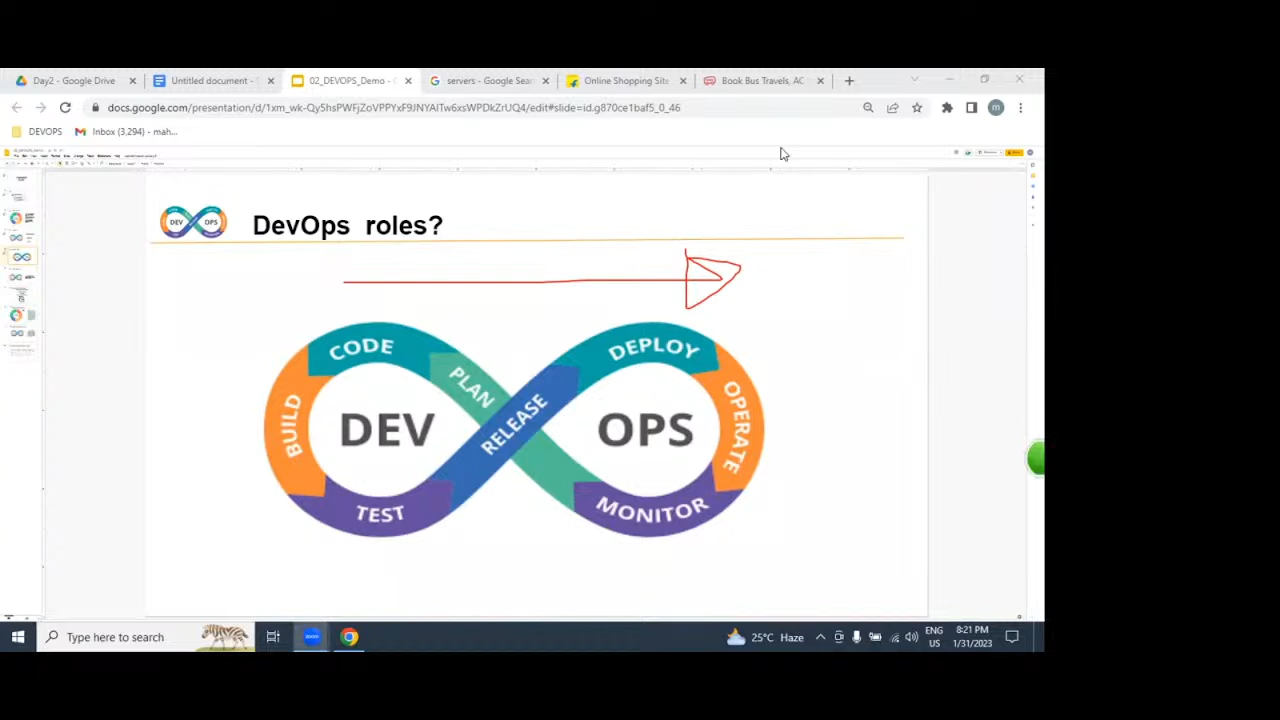 Day2 - Google Drive
Untitled document -
02_DEVOPS_Demo -
servers - Google Sear
Online Shopping Site
Book Bus Travels, AC
docs.google.com/presentation/d/1xm_wk-Qy5hsPWFjZoVPPYxF9JNYAlTw6xsWPDkZrUQ4/edit#slide=id.g870ce1baf5_0_46
m
DEVOPS
Inbox (3,294) - mah...
DEV OPS
DevOps roles?
CODE
DEPLOY
PLAN
BUILD
DEV
RELEASE
OPS
OPERATE
TEST
MONITOR
Type here to search
zoom
25°C Haze
ENG
US
8:21 PM
1/31/2023